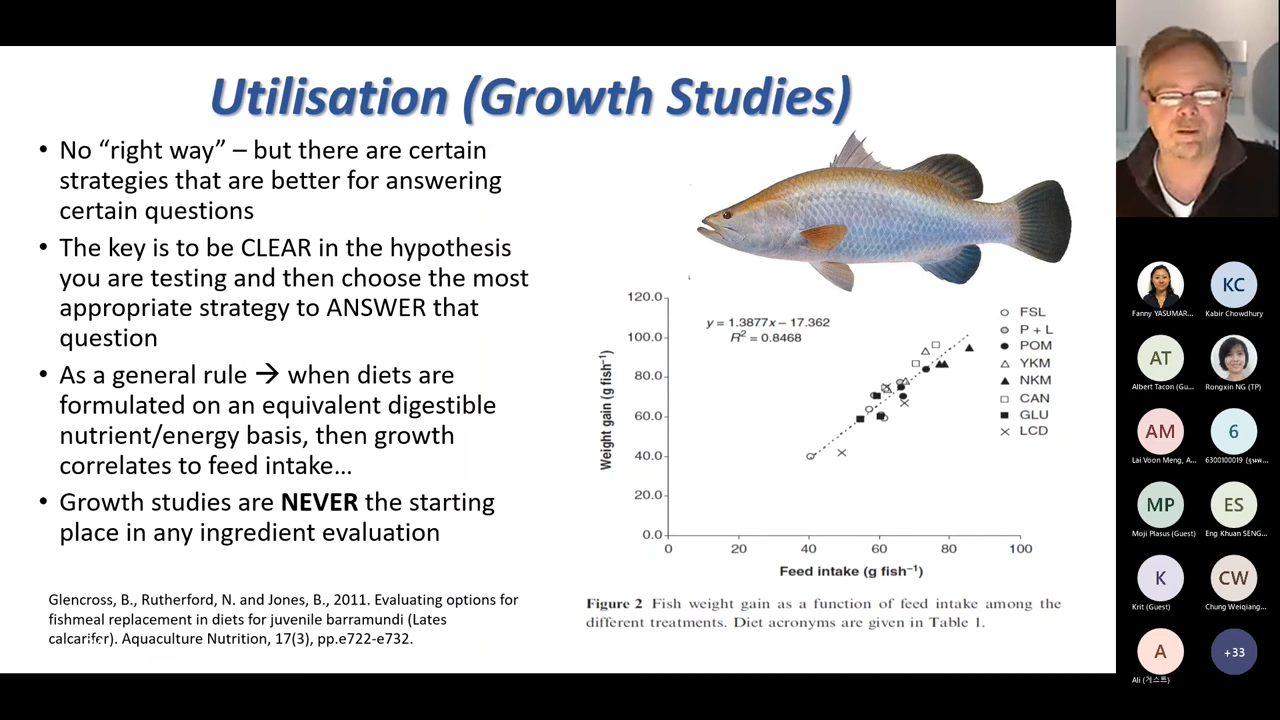 Utilisation (Growth Studies)
• No “right way” – but there are certain
strategies that are better for answering
certain questions
• The key is to be CLEAR in the hypothesis
you are testing and then choose the most
appropriate strategy to ANSWER that
question
• As a general rule → when diets are
formulated on an equivalent digestible
nutrient/energy basis, then growth
correlates to feed intake…
• Growth studies are NEVER the starting
place in any ingredient evaluation
Glencross, B., Rutherford, N. and Jones, B., 2011. Evaluating options for
fishmeal replacement in diets for juvenile barramundi (Lates
calcarifer). Aquaculture Nutrition, 17(3), pp.e722-e732.
120.0
100.0
80.0
60.0
40.0
20.0
0.0
Weight gain (g fish⁻¹)
y = 1.3877x – 17.362
R² = 0.8468
FSL
P + L
POM
YKM
NKM
CAN
GLU
LCD
0 20 40 60 80 100
Feed intake (g fish⁻¹)
Figure 2 Fish weight gain as a function of feed intake among the
different treatments. Diet acronyms are given in Table 1.
Fanny YASUMAR...
KC
Kabir Chowdhury
AT
Albert Tacon (Gu...
Rongxin NG (TP)
AM
Lai Voon Meng, A...
6
6300100019
MP
Moji Plasus (Guest)
ES
Eng Khuan SENG...
K
Krit (Guest)
CW
Chung Weiqiang...
A
Ali (게스트)
+33